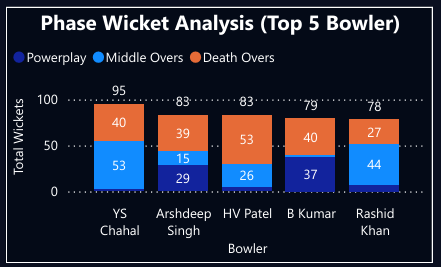 Phase Wicket Analysis (Top 5 Bowler)
Powerplay Middle Overs Death Overs
Total Wickets
100
50
0
95
40
53
83
39
15
29
83
53
26
79
40
37
78
27
44
YS Chahal
Arshdeep Singh
HV Patel
B Kumar
Rashid Khan
Bowler